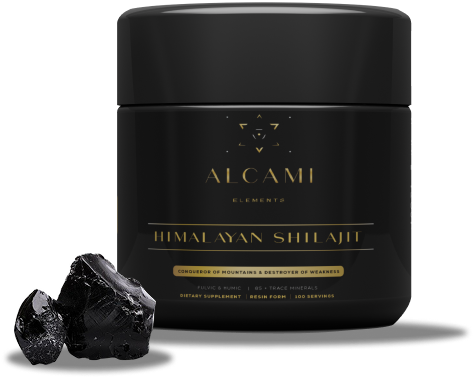 ALCAMI
ELEMENTS
HIMALAYAN SHILAJIT
CONQUEROR OF MOUNTAINS & DESTROYER OF WEAKNESS
FULVIC & HUMIC | 85+ TRACE MINERALS
DIETARY SUPPLEMENT | RESIN FORM | 100 SERVINGS